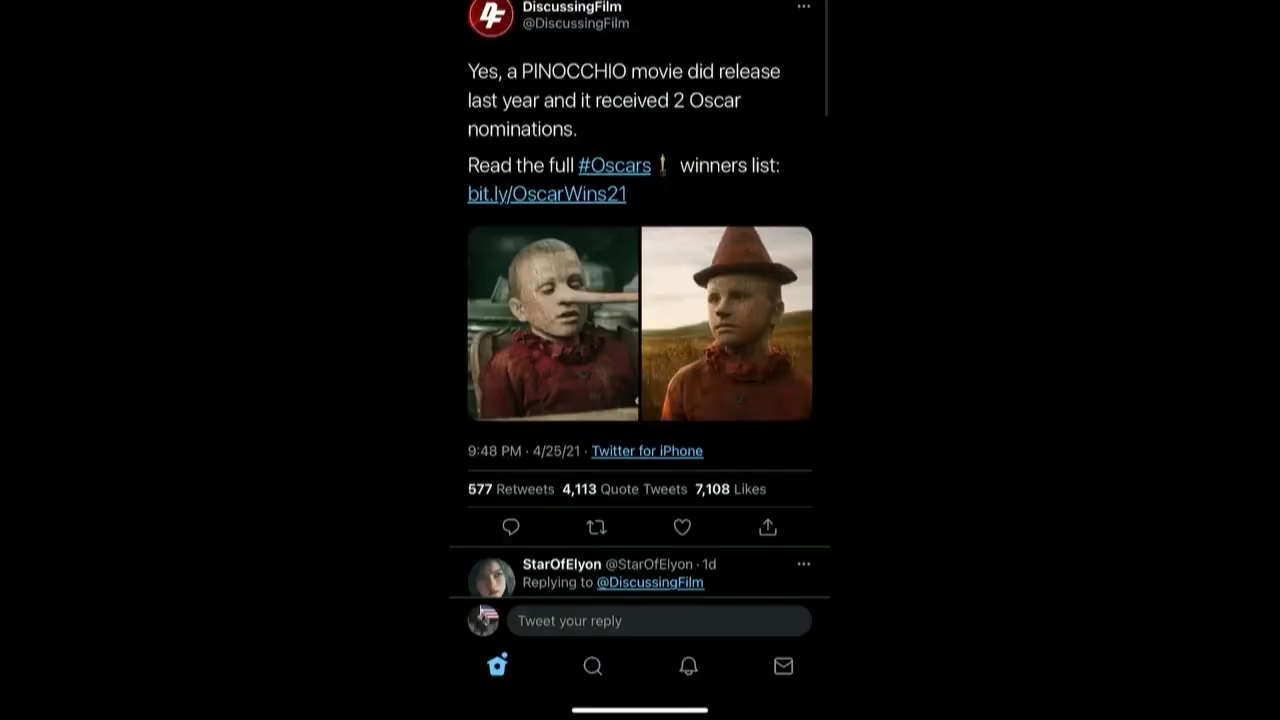 DiscussingFilm
@DiscussingFilm
Yes, a PINOCCHIO movie did release
last year and it received 2 Oscar
nominations.
Read the full #Oscars winners list:
bit.ly/OscarWins21
9:48 PM · 4/25/21 · Twitter for iPhone
577 Retweets 4,113 Quote Tweets 7,108 Likes
StarOfElyon @StarOfElyon · 1d
Replying to @DiscussingFilm
Tweet your reply